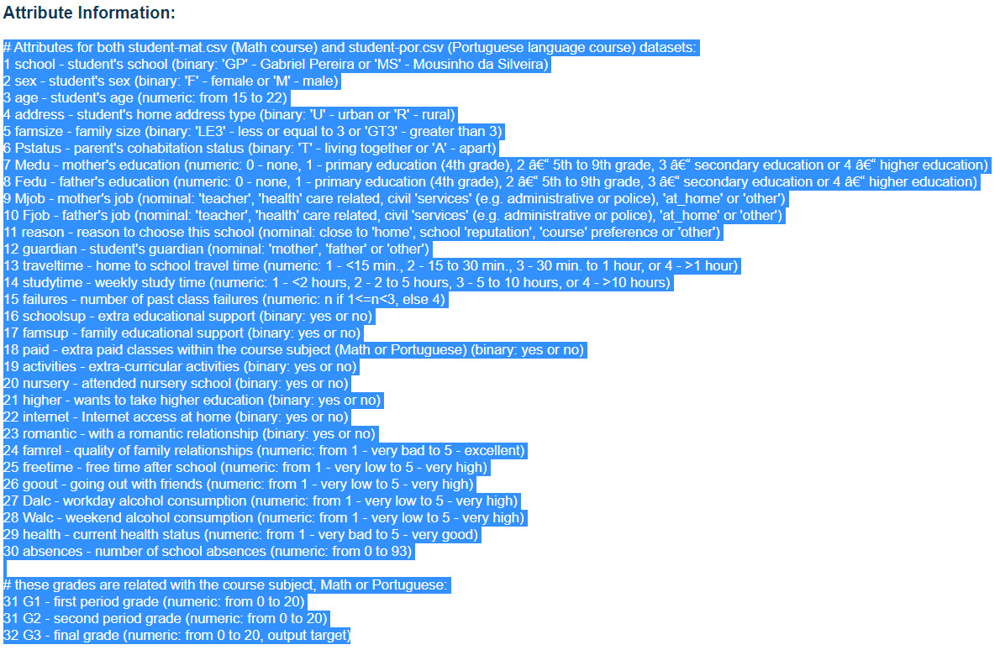 Attribute Information:
# Attributes for both student-mat.csv (Math course) and student-por.csv (Portuguese language course) datasets:
1 school - student's school (binary: 'GP' - Gabriel Pereira or 'MS' - Mousinho da Silveira)
2 sex - student's sex (binary: 'F' - female or 'M' - male)
3 age - student's age (numeric: from 15 to 22)
4 address - student's home address type (binary: 'U' - urban or 'R' - rural)
5 famsize - family size (binary: 'LE3' - less or equal to 3 or 'GT3' - greater than 3)
6 Pstatus - parent's cohabitation status (binary: 'T' - living together or 'A' - apart)
7 Medu - mother's education (numeric: 0 - none, 1 - primary education (4th grade), 2 â€“ 5th to 9th grade, 3 â€“ secondary education or 4 â€“ higher education)
8 Fedu - father's education (numeric: 0 - none, 1 - primary education (4th grade), 2 â€“ 5th to 9th grade, 3 â€“ secondary education or 4 â€“ higher education)
9 Mjob - mother's job (nominal: 'teacher', 'health' care related, civil 'services' (e.g. administrative or police), 'at_home' or 'other')
10 Fjob - father's job (nominal: 'teacher', 'health' care related, civil 'services' (e.g. administrative or police), 'at_home' or 'other')
11 reason - reason to choose this school (nominal: close to 'home', school 'reputation', 'course' preference or 'other')
12 guardian - student's guardian (nominal: 'mother', 'father' or 'other')
13 traveltime - home to school travel time (numeric: 1 - <15 min., 2 - 15 to 30 min., 3 - 30 min. to 1 hour, or 4 - >1 hour)
14 studytime - weekly study time (numeric: 1 - <2 hours, 2 - 2 to 5 hours, 3 - 5 to 10 hours, or 4 - >10 hours)
15 failures - number of past class failures (numeric: n if 1<=n<3, else 4)
16 schoolsup - extra educational support (binary: yes or no)
17 famsup - family educational support (binary: yes or no)
18 paid - extra paid classes within the course subject (Math or Portuguese) (binary: yes or no)
19 activities - extra-curricular activities (binary: yes or no)
20 nursery - attended nursery school (binary: yes or no)
21 higher - wants to take higher education (binary: yes or no)
22 internet - Internet access at home (binary: yes or no)
23 romantic - with a romantic relationship (binary: yes or no)
24 famrel - quality of family relationships (numeric: from 1 - very bad to 5 - excellent)
25 freetime - free time after school (numeric: from 1 - very low to 5 - very high)
26 goout - going out with friends (numeric: from 1 - very low to 5 - very high)
27 Dalc - workday alcohol consumption (numeric: from 1 - very low to 5 - very high)
28 Walc - weekend alcohol consumption (numeric: from 1 - very low to 5 - very high)
29 health - current health status (numeric: from 1 - very bad to 5 - very good)
30 absences - number of school absences (numeric: from 0 to 93)
# these grades are related with the course subject, Math or Portuguese:
31 G1 - first period grade (numeric: from 0 to 20)
31 G2 - second period grade (numeric: from 0 to 20)
32 G3 - final grade (numeric: from 0 to 20, output target)